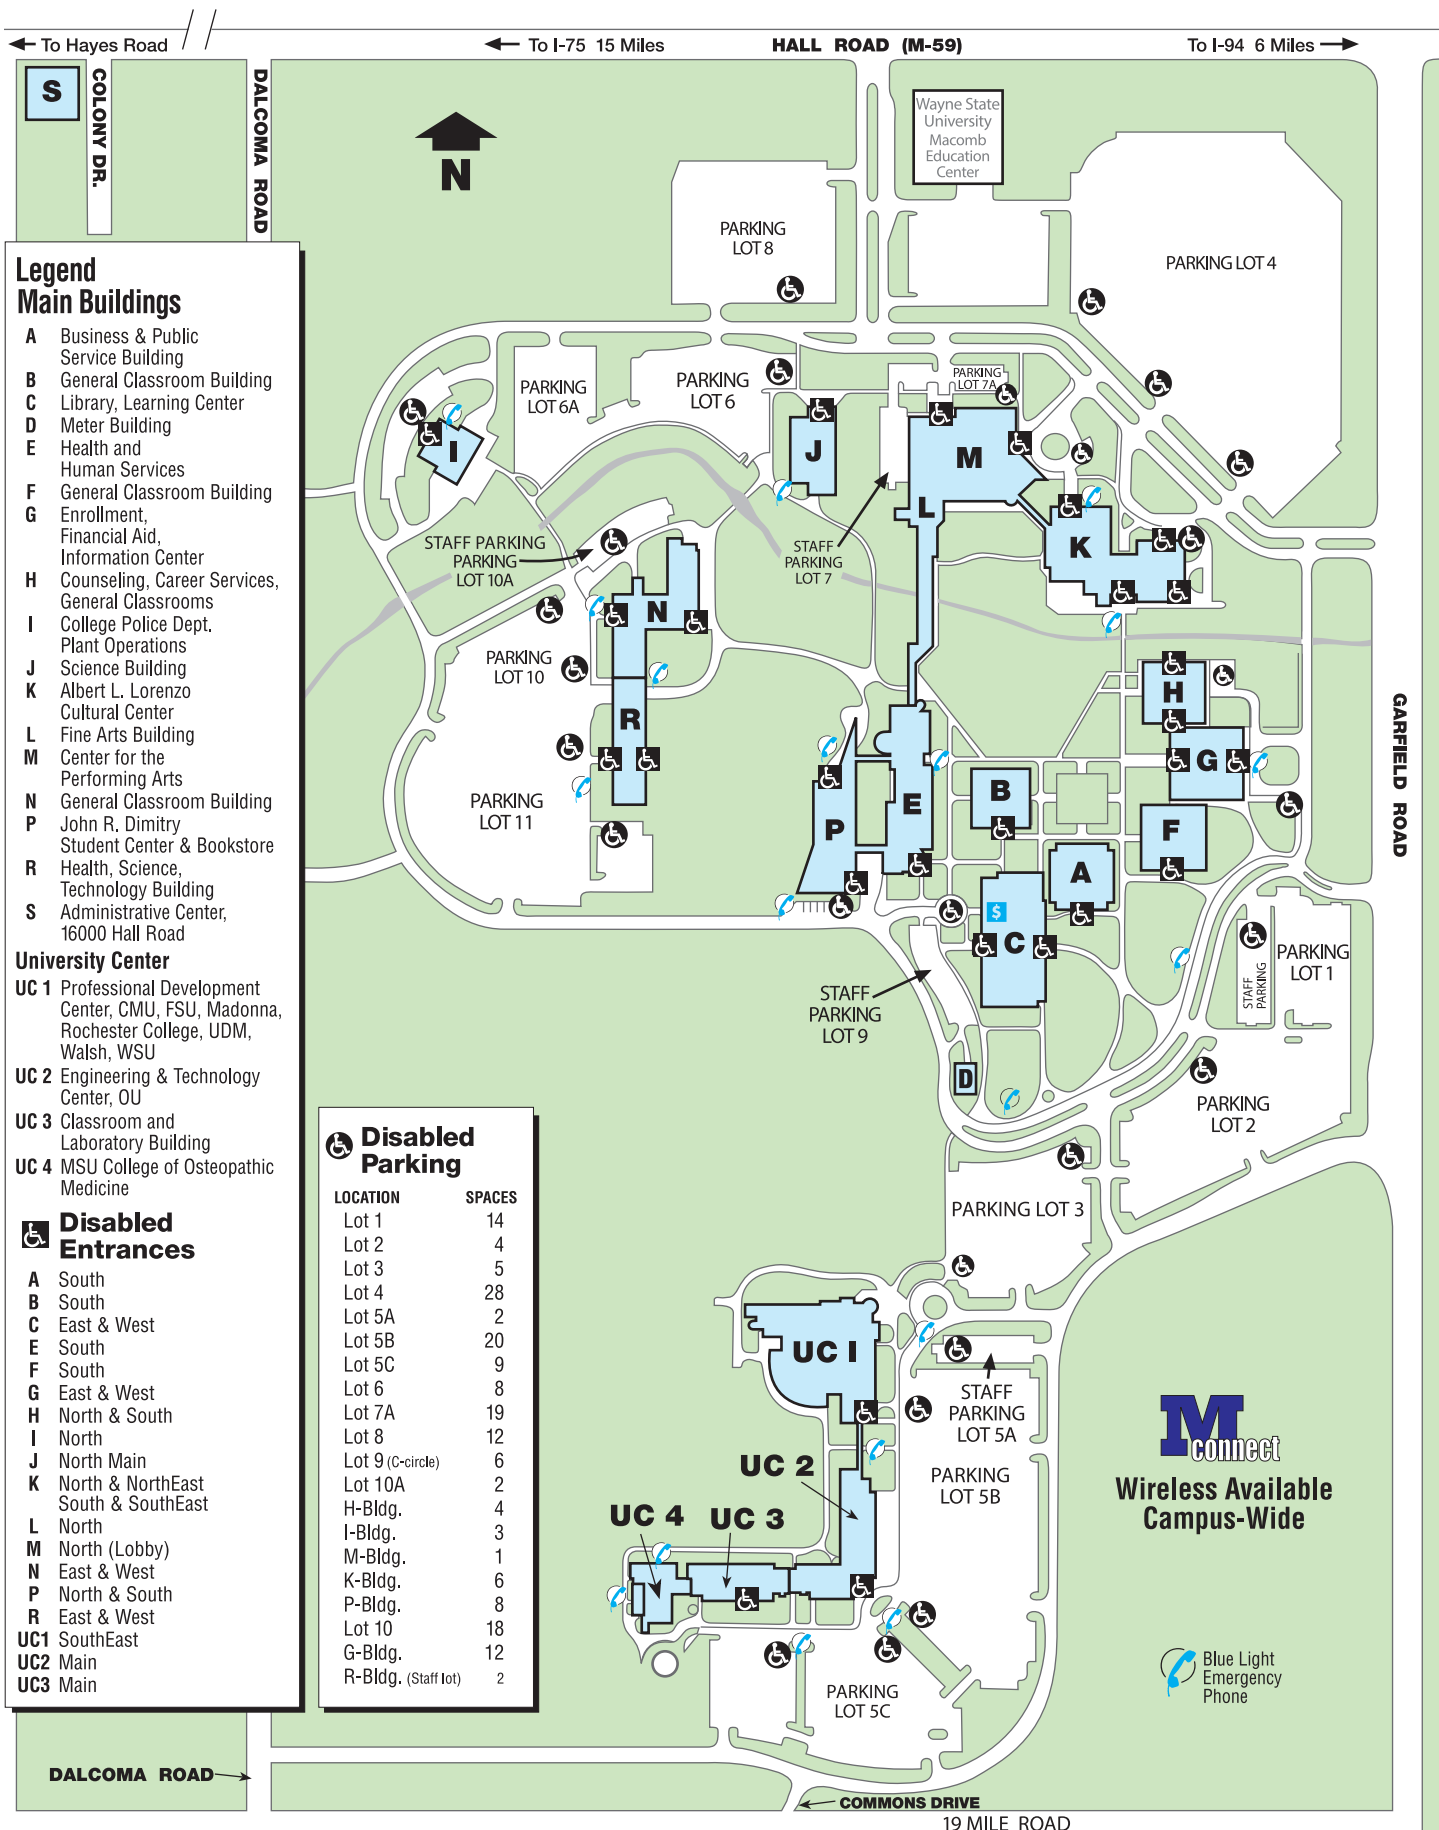 To Hayes Road
To I-75 15 Miles
HALL ROAD (M-59)
To I-94 6 Miles
S
COLONY DR.
DALCOMA ROAD
N
Wayne State
University
Macomb
Education
Center
PARKING
LOT 8
PARKING LOT 4
Legend
Main Buildings
A Business & Public
Service Building
B General Classroom Building
C Library, Learning Center
D Meter Building
E Health and
Human Services
F General Classroom Building
G Enrollment,
Financial Aid,
Information Center
H Counseling, Career Services,
General Classrooms
I College Police Dept.
Plant Operations
J Science Building
K Albert L. Lorenzo
Cultural Center
L Fine Arts Building
M Center for the
Performing Arts
N General Classroom Building
P John R. Dimitry
Student Center & Bookstore
R Health, Science,
Technology Building
S Administrative Center,
16000 Hall Road
University Center
UC 1 Professional Development
Center, CMU, FSU, Madonna,
Rochester College, UDM,
Walsh, WSU
UC 2 Engineering & Technology
Center, OU
UC 3 Classroom and
Laboratory Building
UC 4 MSU College of Osteopathic
Medicine
Disabled
Entrances
A South
B South
C East & West
E South
F South
G East & West
H North & South
I North
J North Main
K North & NorthEast
South & SouthEast
L North
M North (Lobby)
N East & West
P North & South
R East & West
UC1 SouthEast
UC2 Main
UC3 Main
PARKING
LOT 6A
PARKING
LOT 6
PARKING
LOT 7A
I
J
M
L
K
STAFF PARKING
PARKING
LOT 10A
STAFF
PARKING
LOT 7
N
PARKING
LOT 10
R
H
G
GARFIELD ROAD
PARKING
LOT 11
P
E
B
F
A
$
C
STAFF
PARKING
LOT 9
STAFF
PARKING
PARKING
LOT 1
D
PARKING
LOT 2
Disabled
Parking
LOCATION SPACES
Lot 1 14
Lot 2 4
Lot 3 5
Lot 4 28
Lot 5A 2
Lot 5B 20
Lot 5C 9
Lot 6 8
Lot 7A 19
Lot 8 12
Lot 9 (C-circle) 6
Lot 10A 2
H-Bldg. 4
I-Bldg. 3
M-Bldg. 1
K-Bldg. 6
P-Bldg. 8
Lot 10 18
G-Bldg. 12
R-Bldg. (Staff lot) 2
PARKING LOT 3
UC I
STAFF
PARKING
LOT 5A
PARKING
LOT 5B
UC 2
UC 4
UC 3
PARKING
LOT 5C
M
connect
Wireless Available
Campus-Wide
Blue Light
Emergency
Phone
DALCOMA ROAD
COMMONS DRIVE
19 MILE ROAD